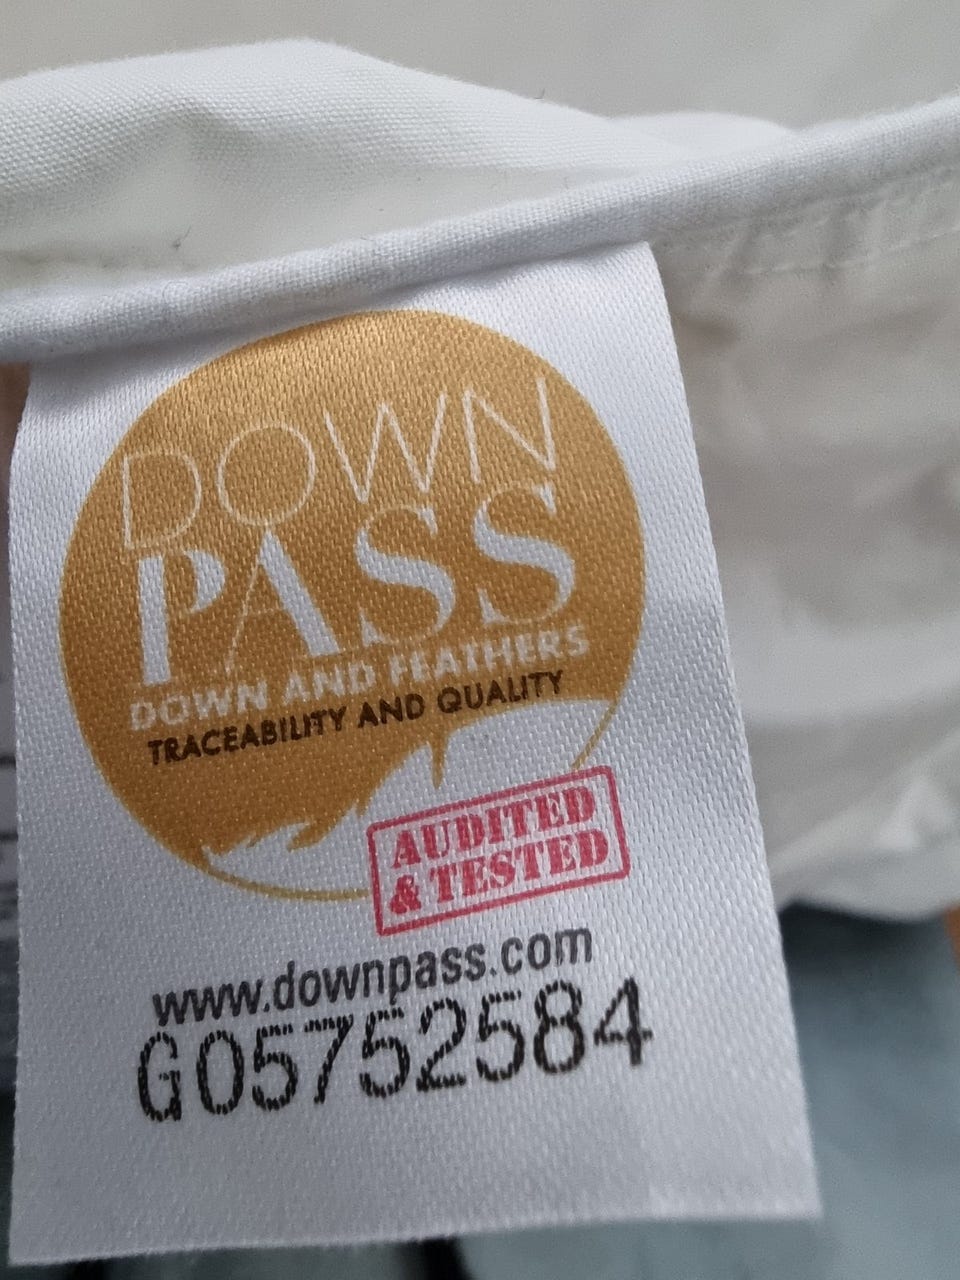 DOWN
PASS
DOWN AND FEATHERS
TRACEABILITY AND QUALITY
AUDITED
& TESTED
www.downpass.com
G05752584